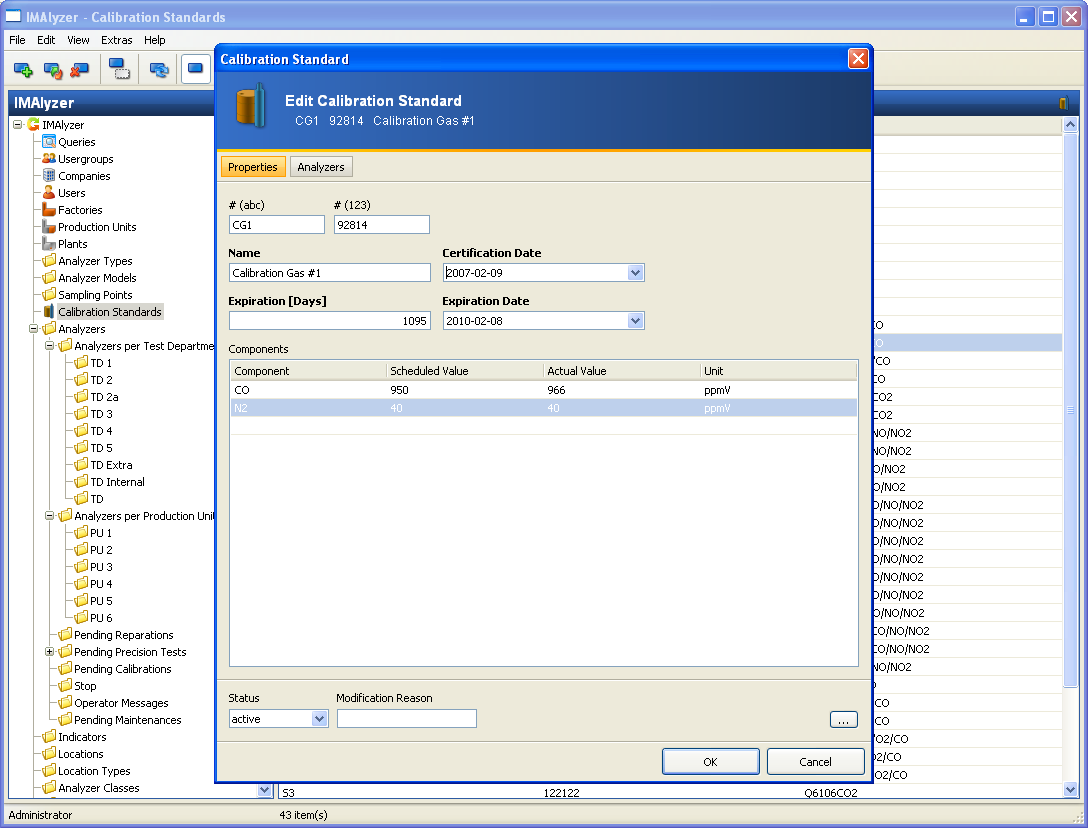 IMAlyzer - Calibration Standards
File Edit View Extras Help
IMAlyzer
IMAlyzer
Queries
Usergroups
Companies
Users
Factories
Production Units
Plants
Analyzer Types
Analyzer Models
Sampling Points
Calibration Standards
Analyzers
Analyzers per Test Departme
TD 1
TD 2
TD 2a
TD 3
TD 4
TD 5
TD Extra
TD Internal
TD
Analyzers per Production Unit
PU 1
PU 2
PU 3
PU 4
PU 5
PU 6
Pending Reparations
Pending Precision Tests
Pending Calibrations
Stop
Operator Messages
Pending Maintenances
Indicators
Locations
Location Types
Analyzer Classes
Calibration Standard
Edit Calibration Standard
CG1 92814 Calibration Gas #1
Properties Analyzers
# (abc) # (123)
CG1 92814
Name Certification Date
Calibration Gas #1 2007-02-09
Expiration [Days] Expiration Date
1095 2010-02-08
Components
Component Scheduled Value Actual Value Unit
CO 950 966 ppmV
N2 40 40 ppmV
Status Modification Reason
active ...
OK Cancel
CO
CO
/CO
CO
CO2
CO2
NO/NO2
NO/NO2
O/NO2
O/NO2
O/NO/NO2
O/NO/NO2
O/NO/NO2
O/NO/NO2
O/NO/NO2
O/NO/NO2
O/NO/NO2
CO/NO/NO2
CO/NO/NO2
NO/NO2
CO
CO
/O2/CO
O2/CO
O2/CO
S3 122122 Q6106CO2
Administrator 43 item(s)